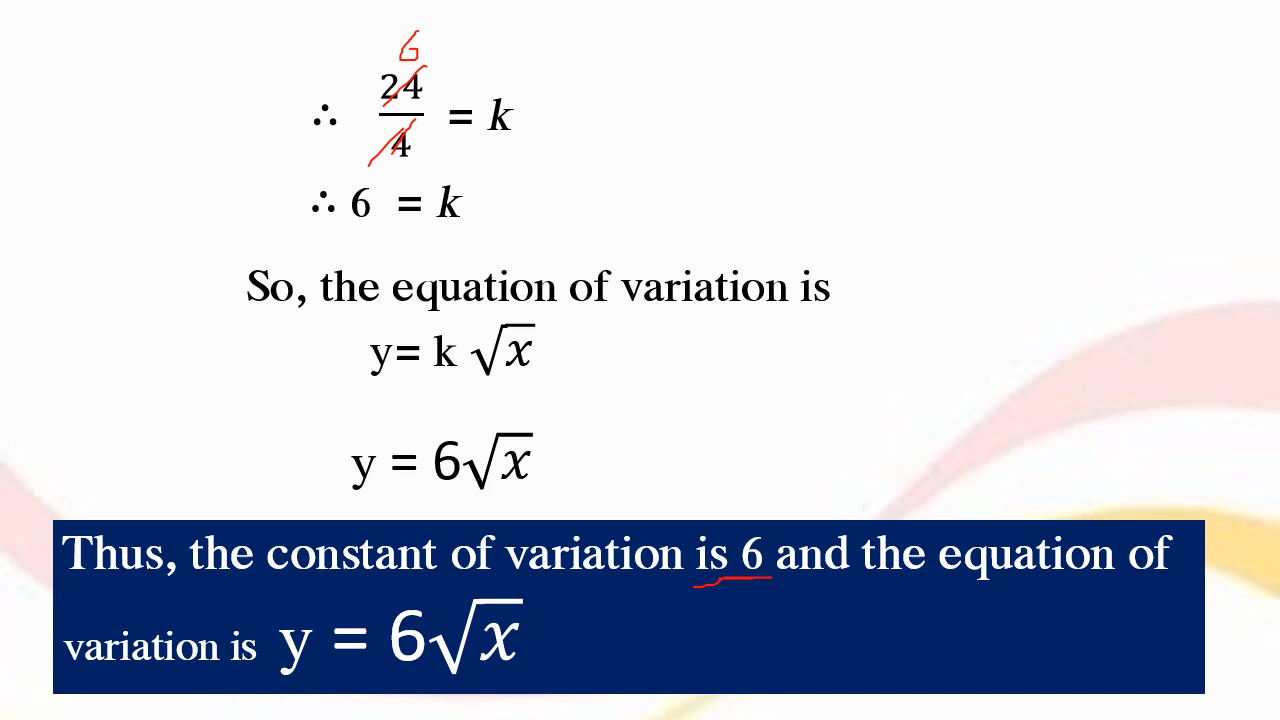 6
∴ 24/4 = k
∴ 6 = k
So, the equation of variation is
y= k √x
y = 6√x
Thus, the constant of variation is 6 and the equation of
variation is y = 6√x